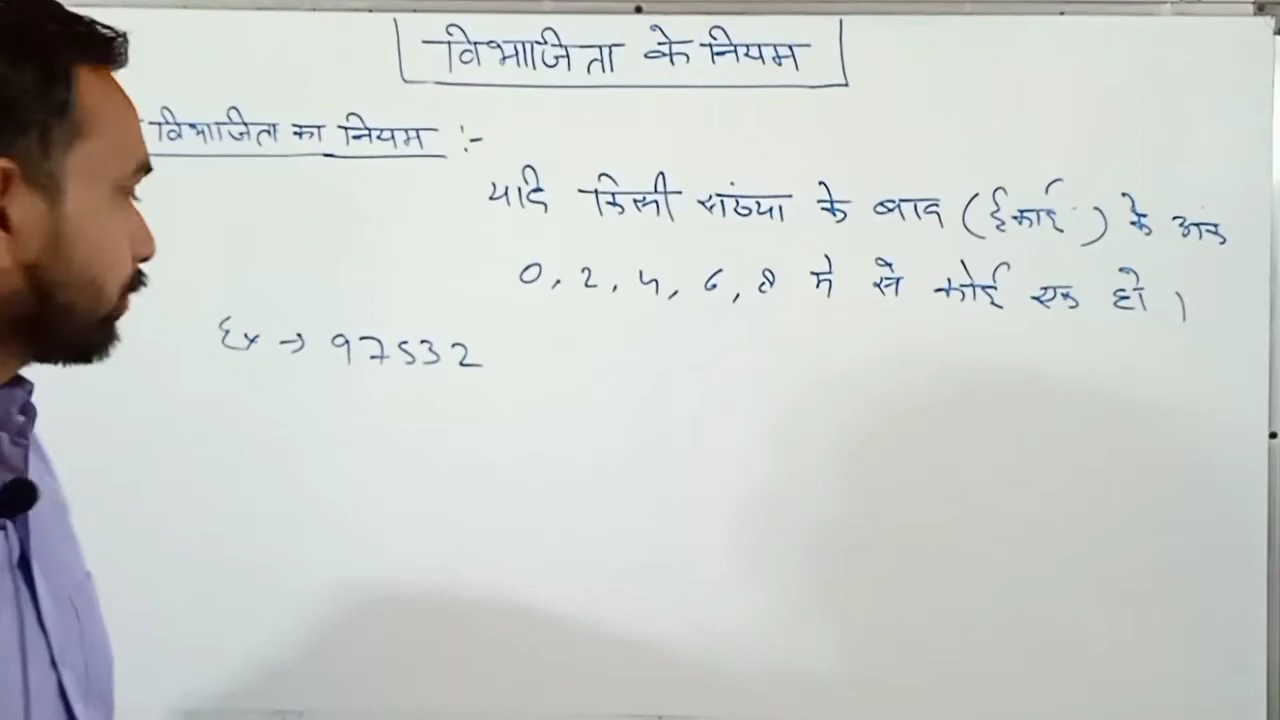 विभाजिता के नियम
विभाजिता का नियम :-
यदि किसी संख्या के बाद (ईकाई) के अंक
0, 2, 4, 6, 8 मे से कोई एक हो ।
Ex → 97532